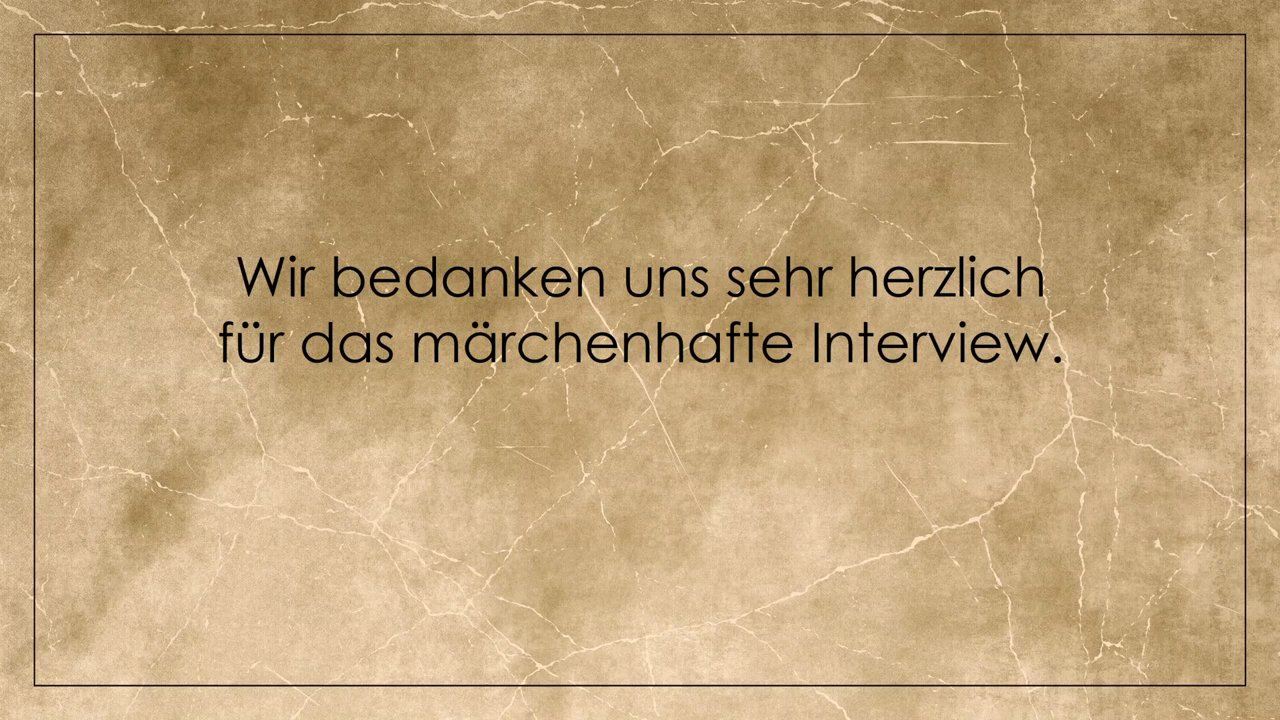 Wir bedanken uns sehr herzlich
für das märchenhafte Interview.